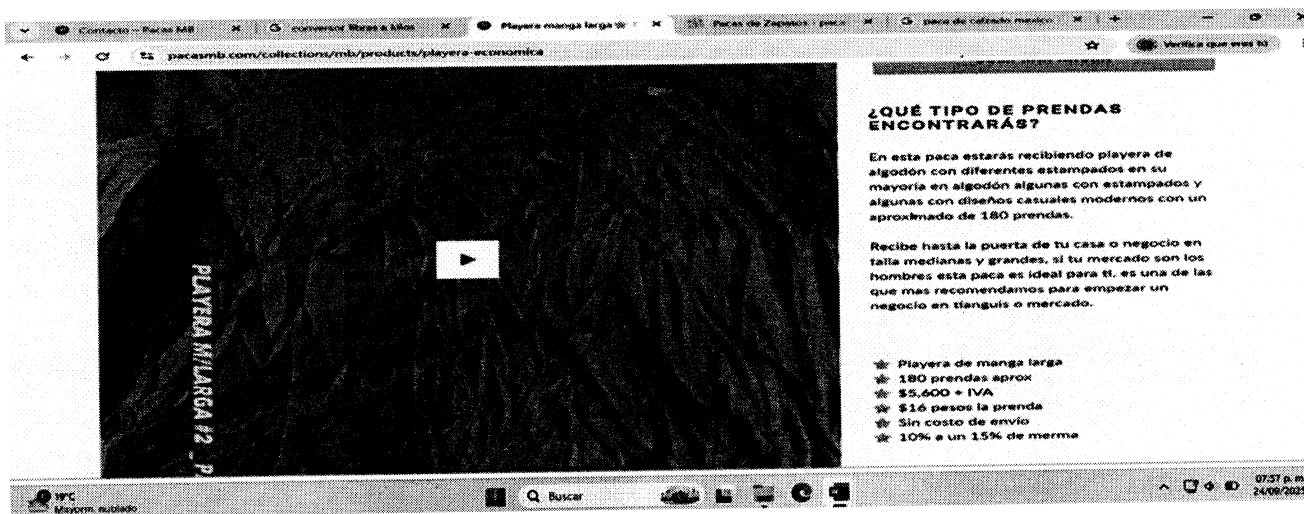 Contacto – Pacas MB
conversor libras a kilos
Playera manga larga
Pacas de Zapatos - paca
paca de calzado mexico
pacasmb.com/collections/mb/products/playera-economica
Verifica que eres tú
¿QUÉ TIPO DE PRENDAS
ENCONTRARÁS?
En esta paca estarás recibiendo playera de
algodón con diferentes estampados en su
mayoría en algodón algunas con estampados y
algunas con diseños casuales modernos con un
aproximado de 180 prendas.
Recibe hasta la puerta de tu casa o negocio en
talla medianas y grandes, si tu mercado son los
hombres esta paca es ideal para ti, es una de las
que mas recomendamos para empezar un
negocio en tianguis o mercado.
Playera de manga larga
180 prendas aprox
$5,600 + IVA
$16 pesos la prenda
Sin costo de envío
10% a un 15% de merma
PLAYERA M/LARGA #2_P
19°C
Mayorm. nublado
Buscar
07:37 p. m.
24/09/2025